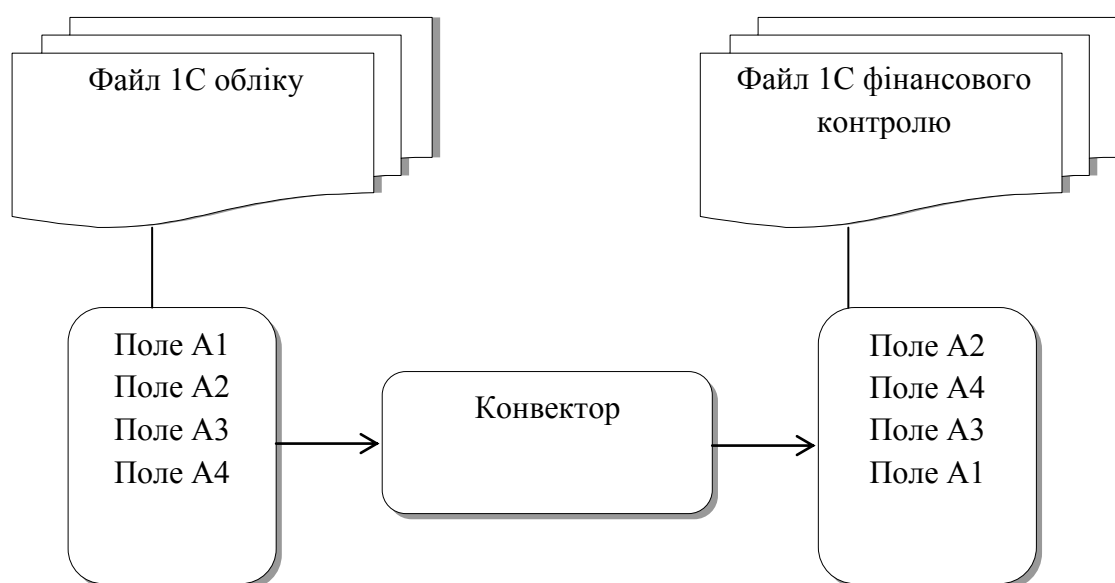 Файл 1С обліку
Файл 1С фінансового
контролю
Поле А1
Поле А2
Поле А3
Поле А4
Конвектор
Поле А2
Поле А4
Поле А3
Поле А1